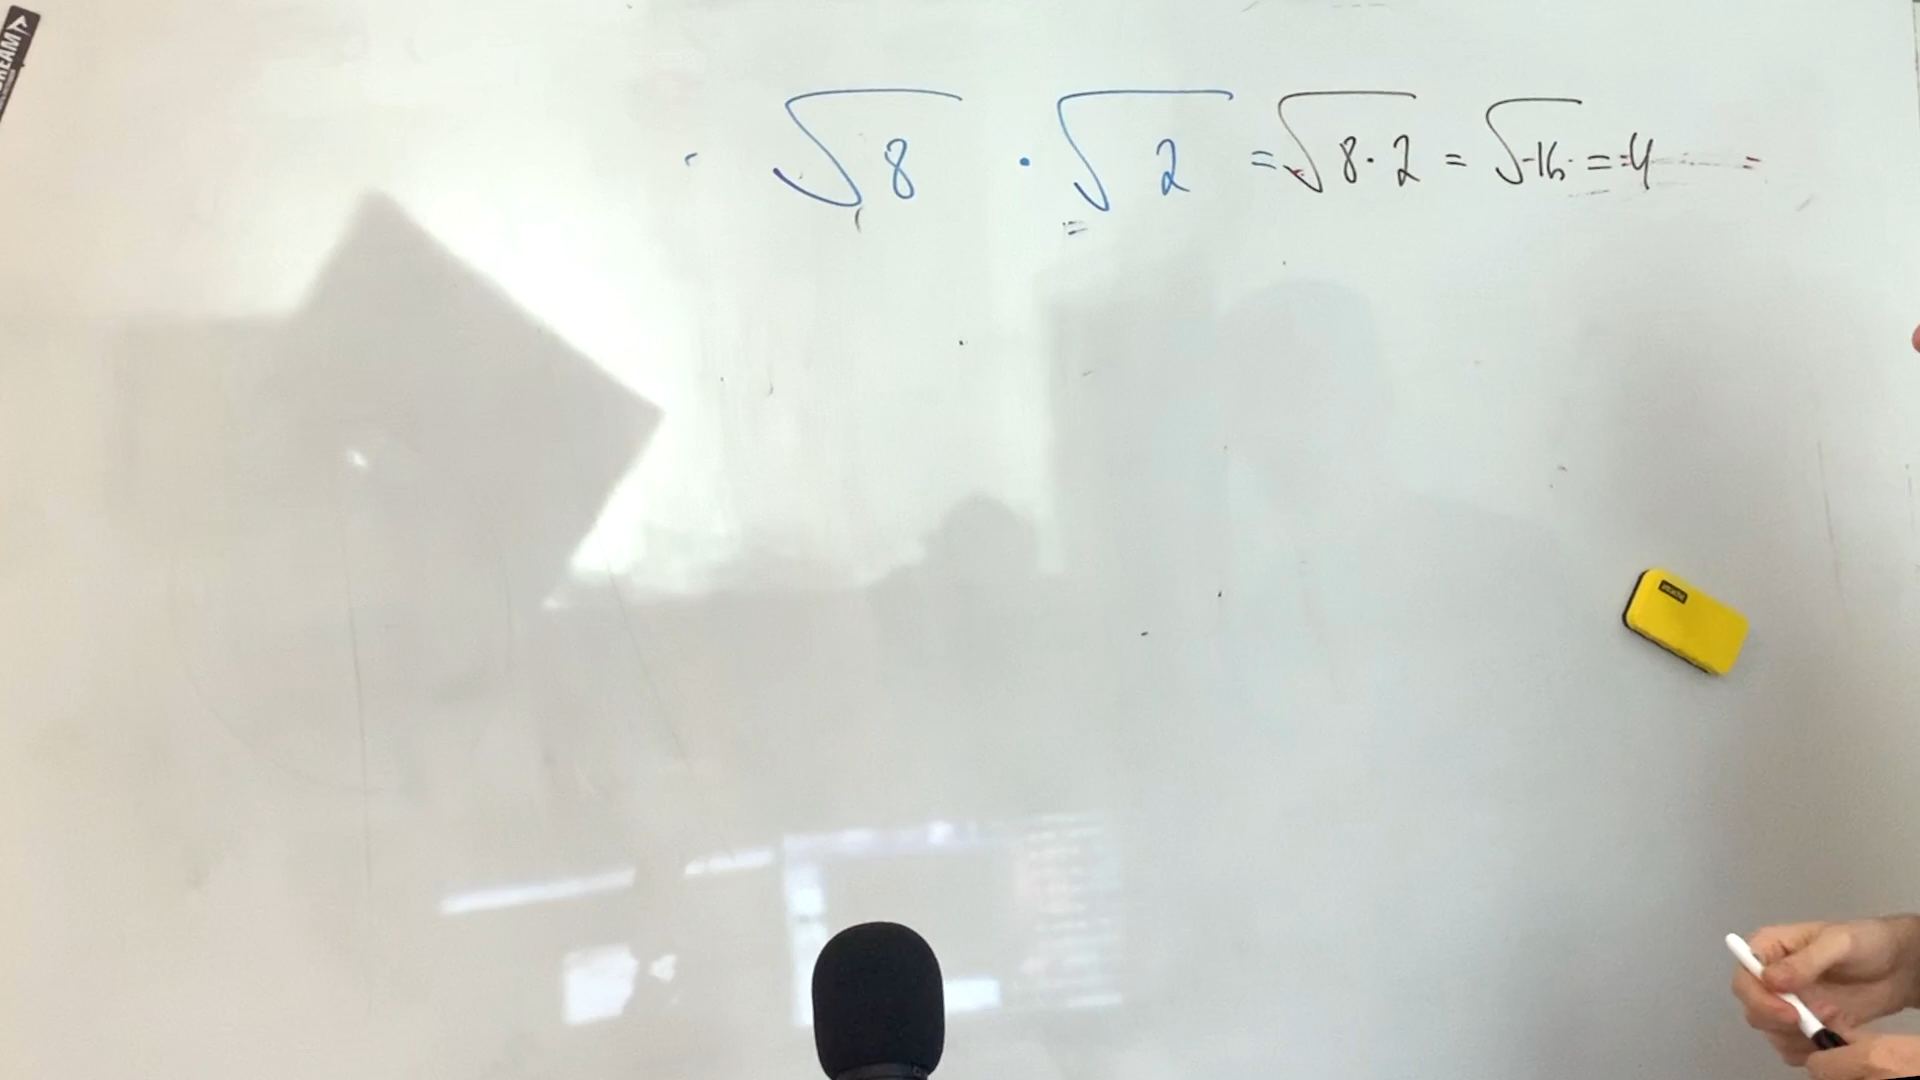 √8 · √2 = √8·2 = √16 = 4